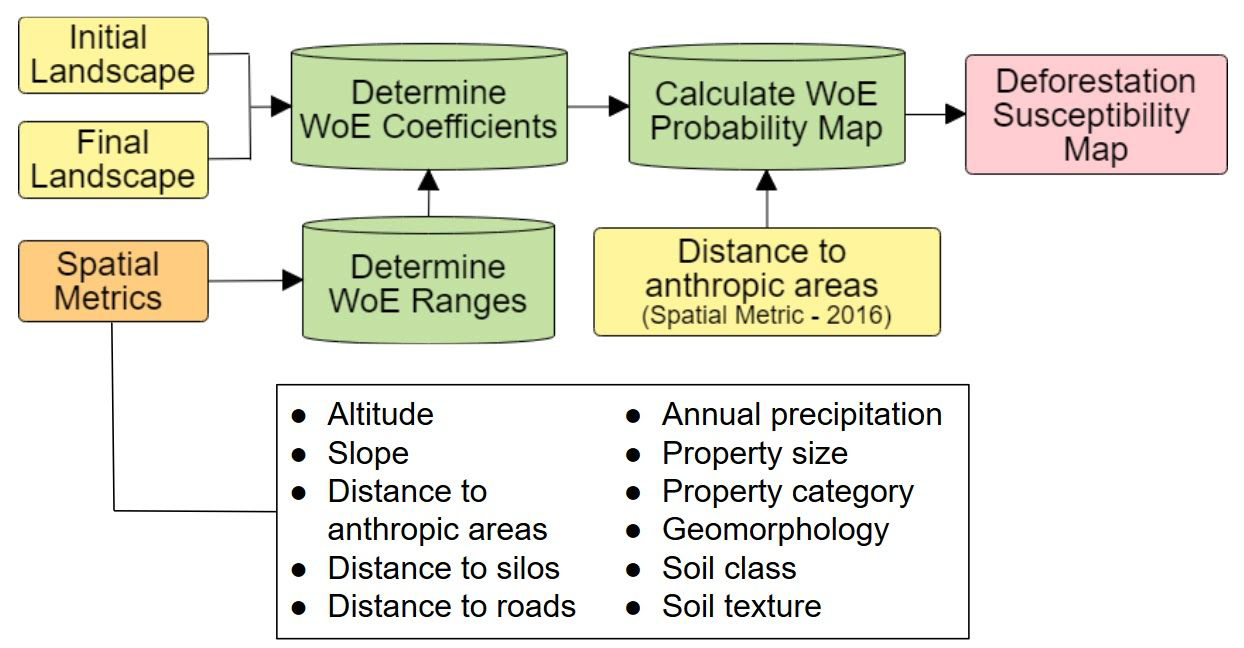 Initial
Landscape
Final
Landscape
Determine
WoE Coefficients
Calculate WoE
Probability Map
Deforestation
Susceptibility
Map
Spatial
Metrics
Determine
WoE Ranges
Distance to
anthropic areas
(Spatial Metric - 2016)
● Altitude
● Slope
● Distance to
anthropic areas
● Distance to silos
● Distance to roads
● Annual precipitation
● Property size
● Property category
● Geomorphology
● Soil class
● Soil texture